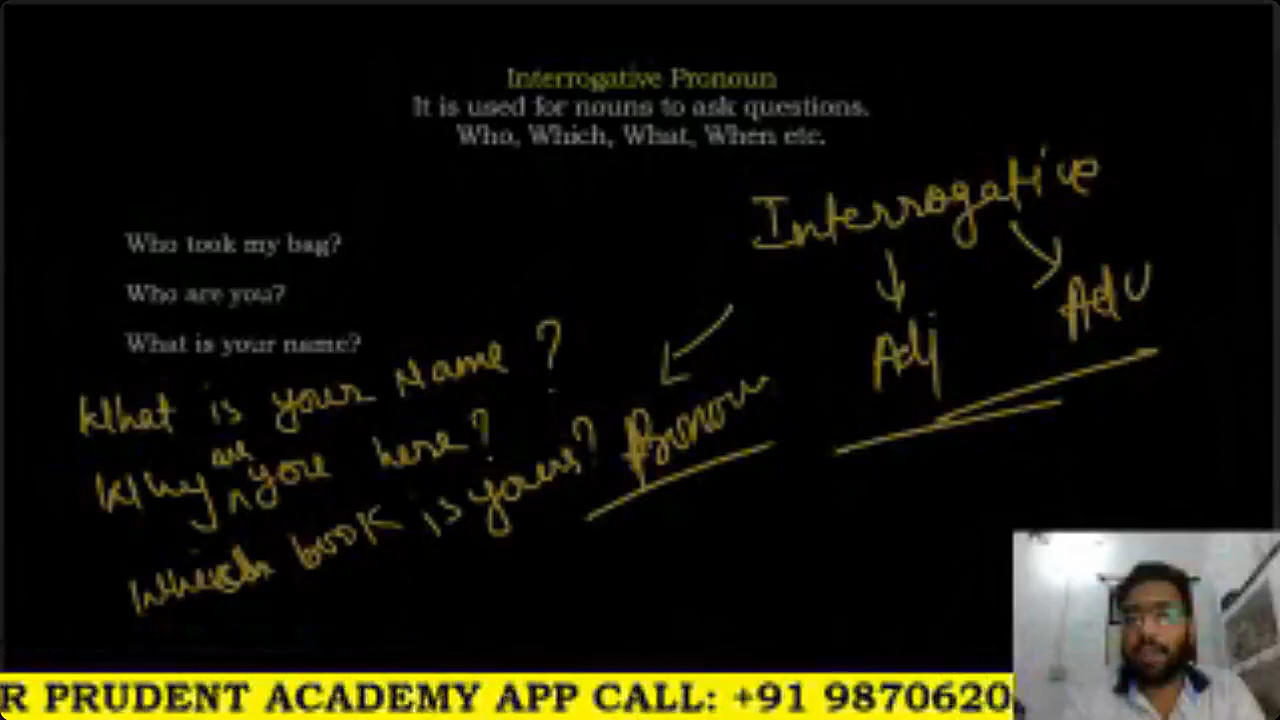 Interrogative Pronoun
It is used for nouns to ask questions.
Who, Which, What, When etc.
Interrogative
Who took my bag?
Who are you?
Adj
Adv
What is your name?
What is your Name?
Why are you here?
Which book is yours?
R PRUDENT ACADEMY APP CALL: +91 9870620